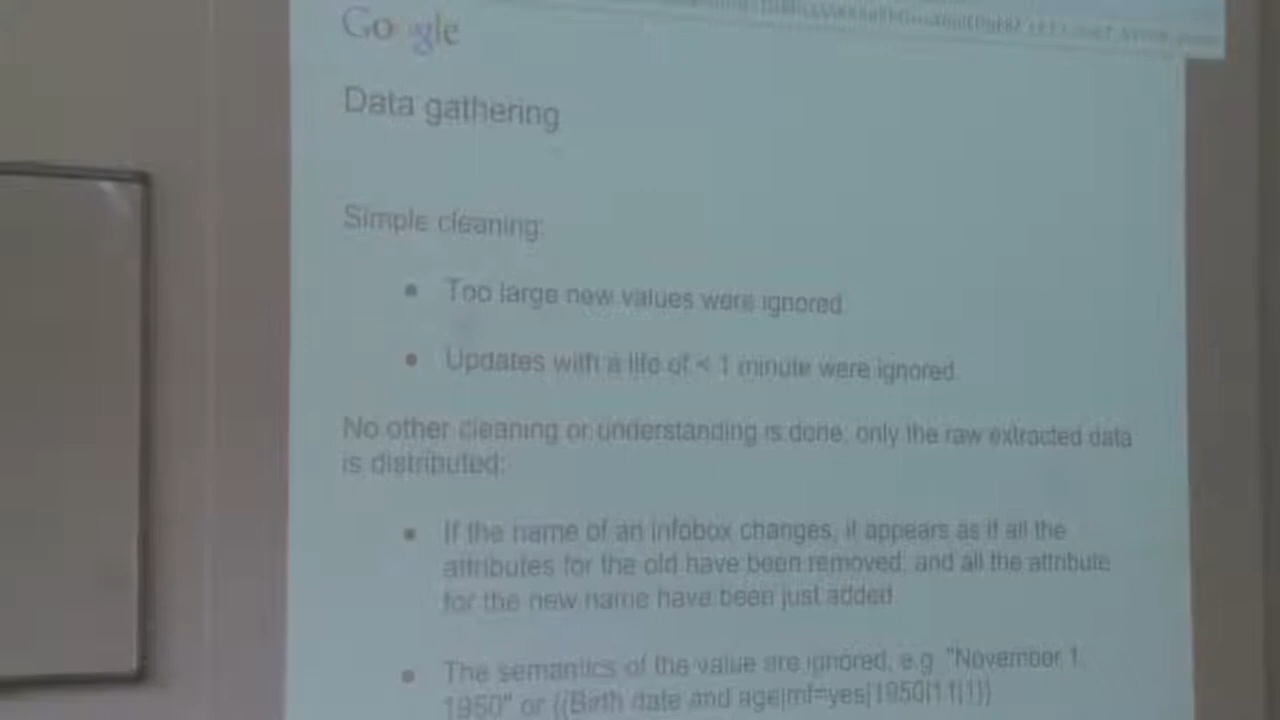 Google
Data gathering
Simple cleaning:
● Too large new values were ignored
● Updates with a life of < 1 minute were ignored.
No other cleaning or understanding is done; only the raw extracted data
is distributed:
● If the name of an infobox changes, it appears as if all the
attributes for the old have been removed, and all the attribute
for the new name have been just added.
● The semantics of the value are ignored, e.g. "November 1,
1950" or {{Birth date and age|mf=yes|1950|11|1}}